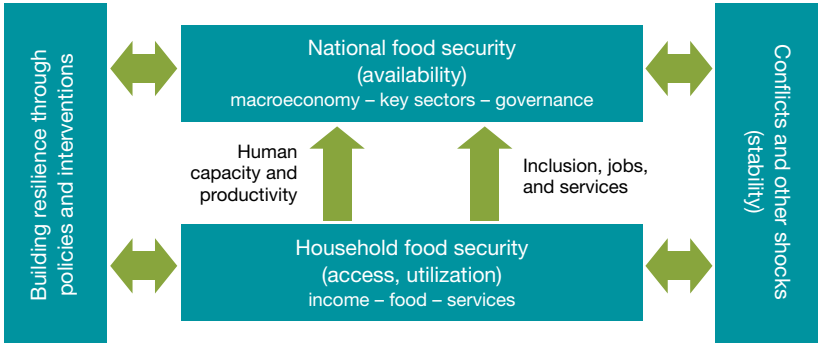 Building resilience through
policies and interventions
National food security
(availability)
macroeconomy – key sectors – governance
Human
capacity and
productivity
Inclusion, jobs,
and services
Household food security
(access, utilization)
income – food – services
Conflicts and other shocks
(stability)